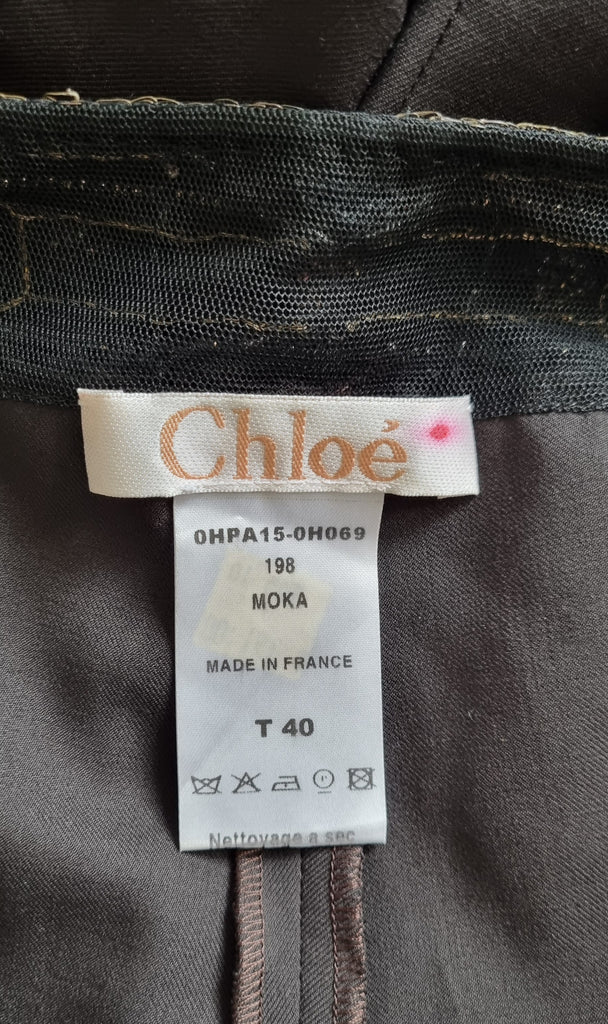 Chloé
0HPA15-0H069
198
MOKA
MADE IN FRANCE
T 40
Nettoyage a sec